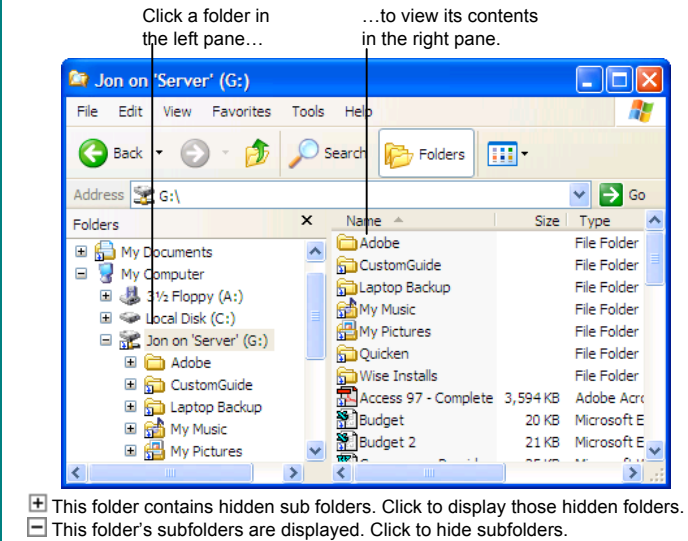 Click a folder in
the left pane…
…to view its contents
in the right pane.
Jon on 'Server' (G:)
File Edit View Favorites Tools Help
Back Search Folders
Address G:\ Go
Folders X Name Size Type
My Documents
My Computer
3½ Floppy (A:)
Local Disk (C:)
Jon on 'Server' (G:)
Adobe
CustomGuide
Laptop Backup
My Music
My Pictures
Adobe File Folder
CustomGuide File Folder
Laptop Backup File Folder
My Music File Folder
My Pictures File Folder
Quicken File Folder
Wise Installs File Folder
Access 97 - Complete 3,594 KB Adobe Acro
Budget 20 KB Microsoft E
Budget 2 21 KB Microsoft E
This folder contains hidden sub folders. Click to display those hidden folders.
This folder’s subfolders are displayed. Click to hide subfolders.